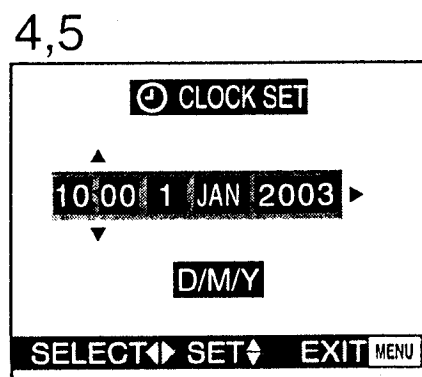 4,5
CLOCK SET
10:00 1 JAN 2003
D/M/Y
SELECT SET EXIT MENU